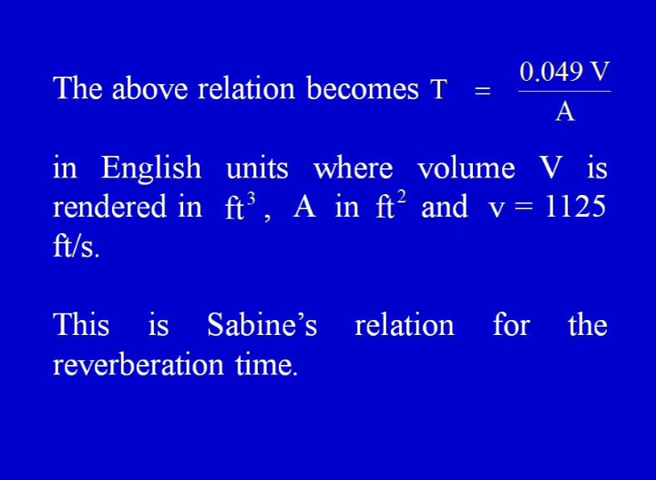 The above relation becomes T = 0.049 V / A
in English units where volume V is
rendered in ft³, A in ft² and v = 1125
ft/s.
This is Sabine’s relation for the
reverberation time.